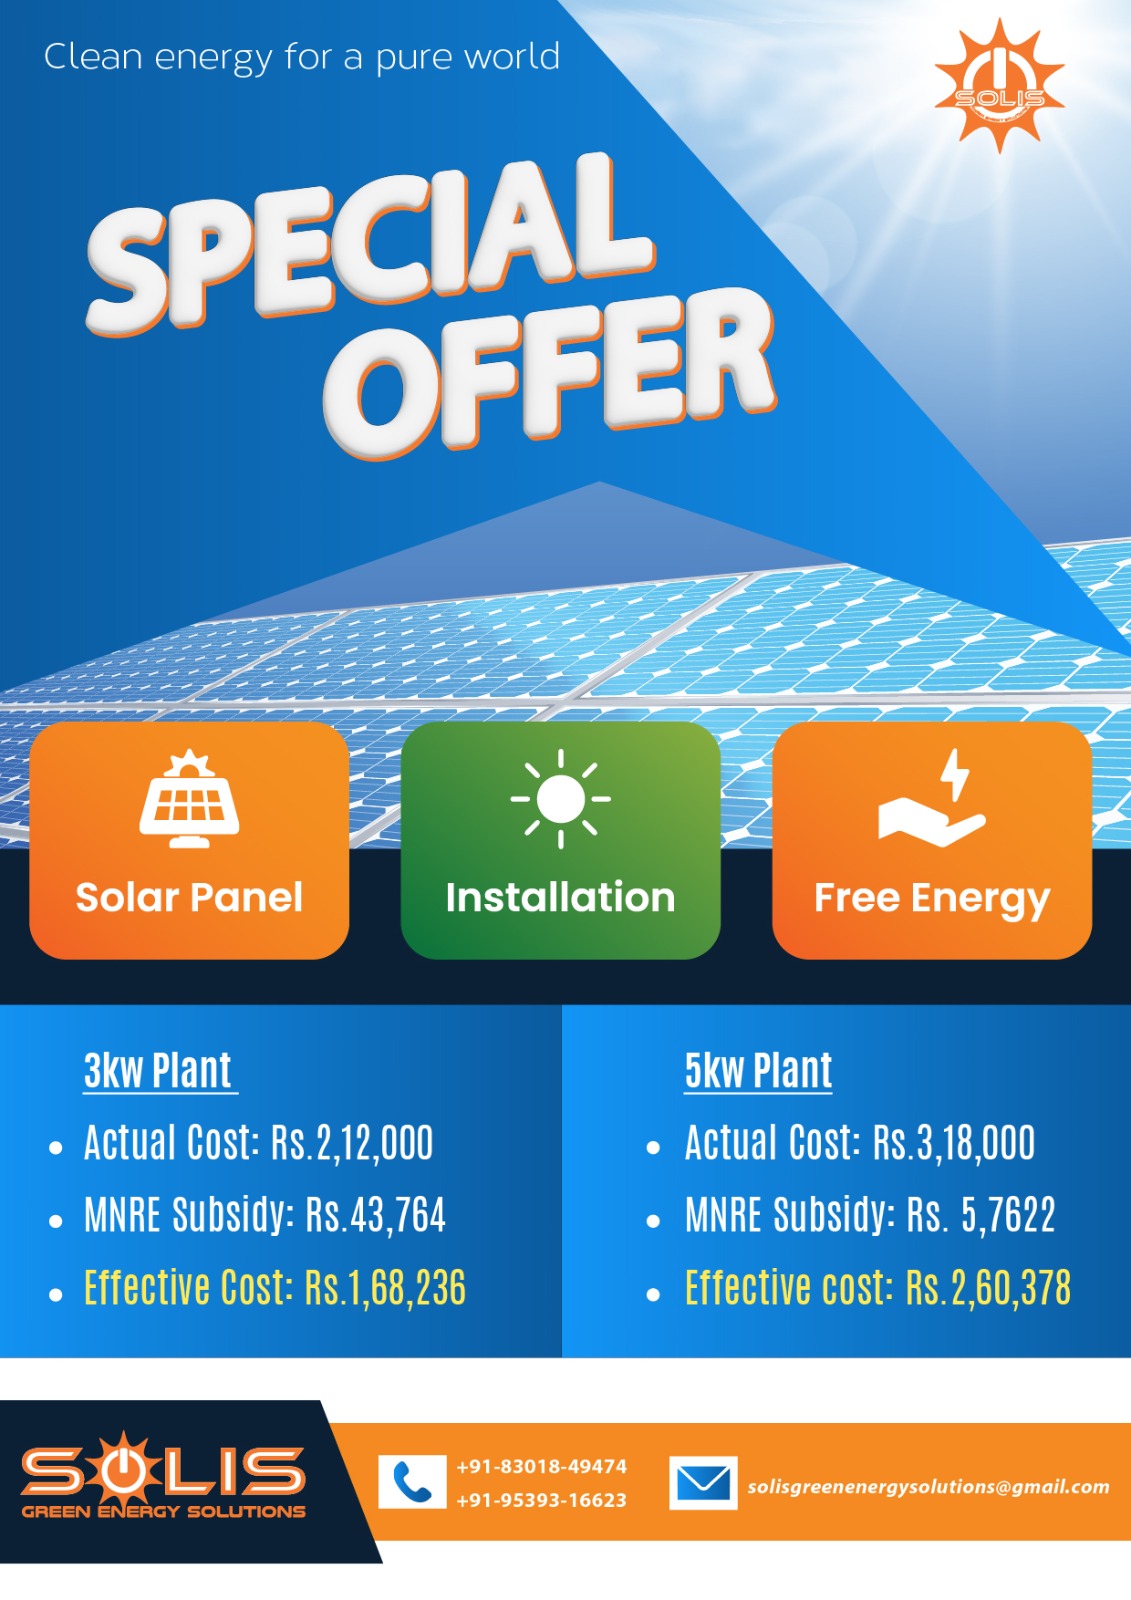 Clean energy for a pure world
SOLIS
SPECIAL
OFFER
Solar Panel
Installation
Free Energy
3kw Plant
• Actual Cost: Rs.2,12,000
• MNRE Subsidy: Rs.43,764
• Effective Cost: Rs.1,68,236
5kw Plant
• Actual Cost: Rs.3,18,000
• MNRE Subsidy: Rs. 5,7622
• Effective cost: Rs.2,60,378
SOLIS
GREEN ENERGY SOLUTIONS
+91-83018-49474
+91-95393-16623
solisgreenenergysolutions@gmail.com